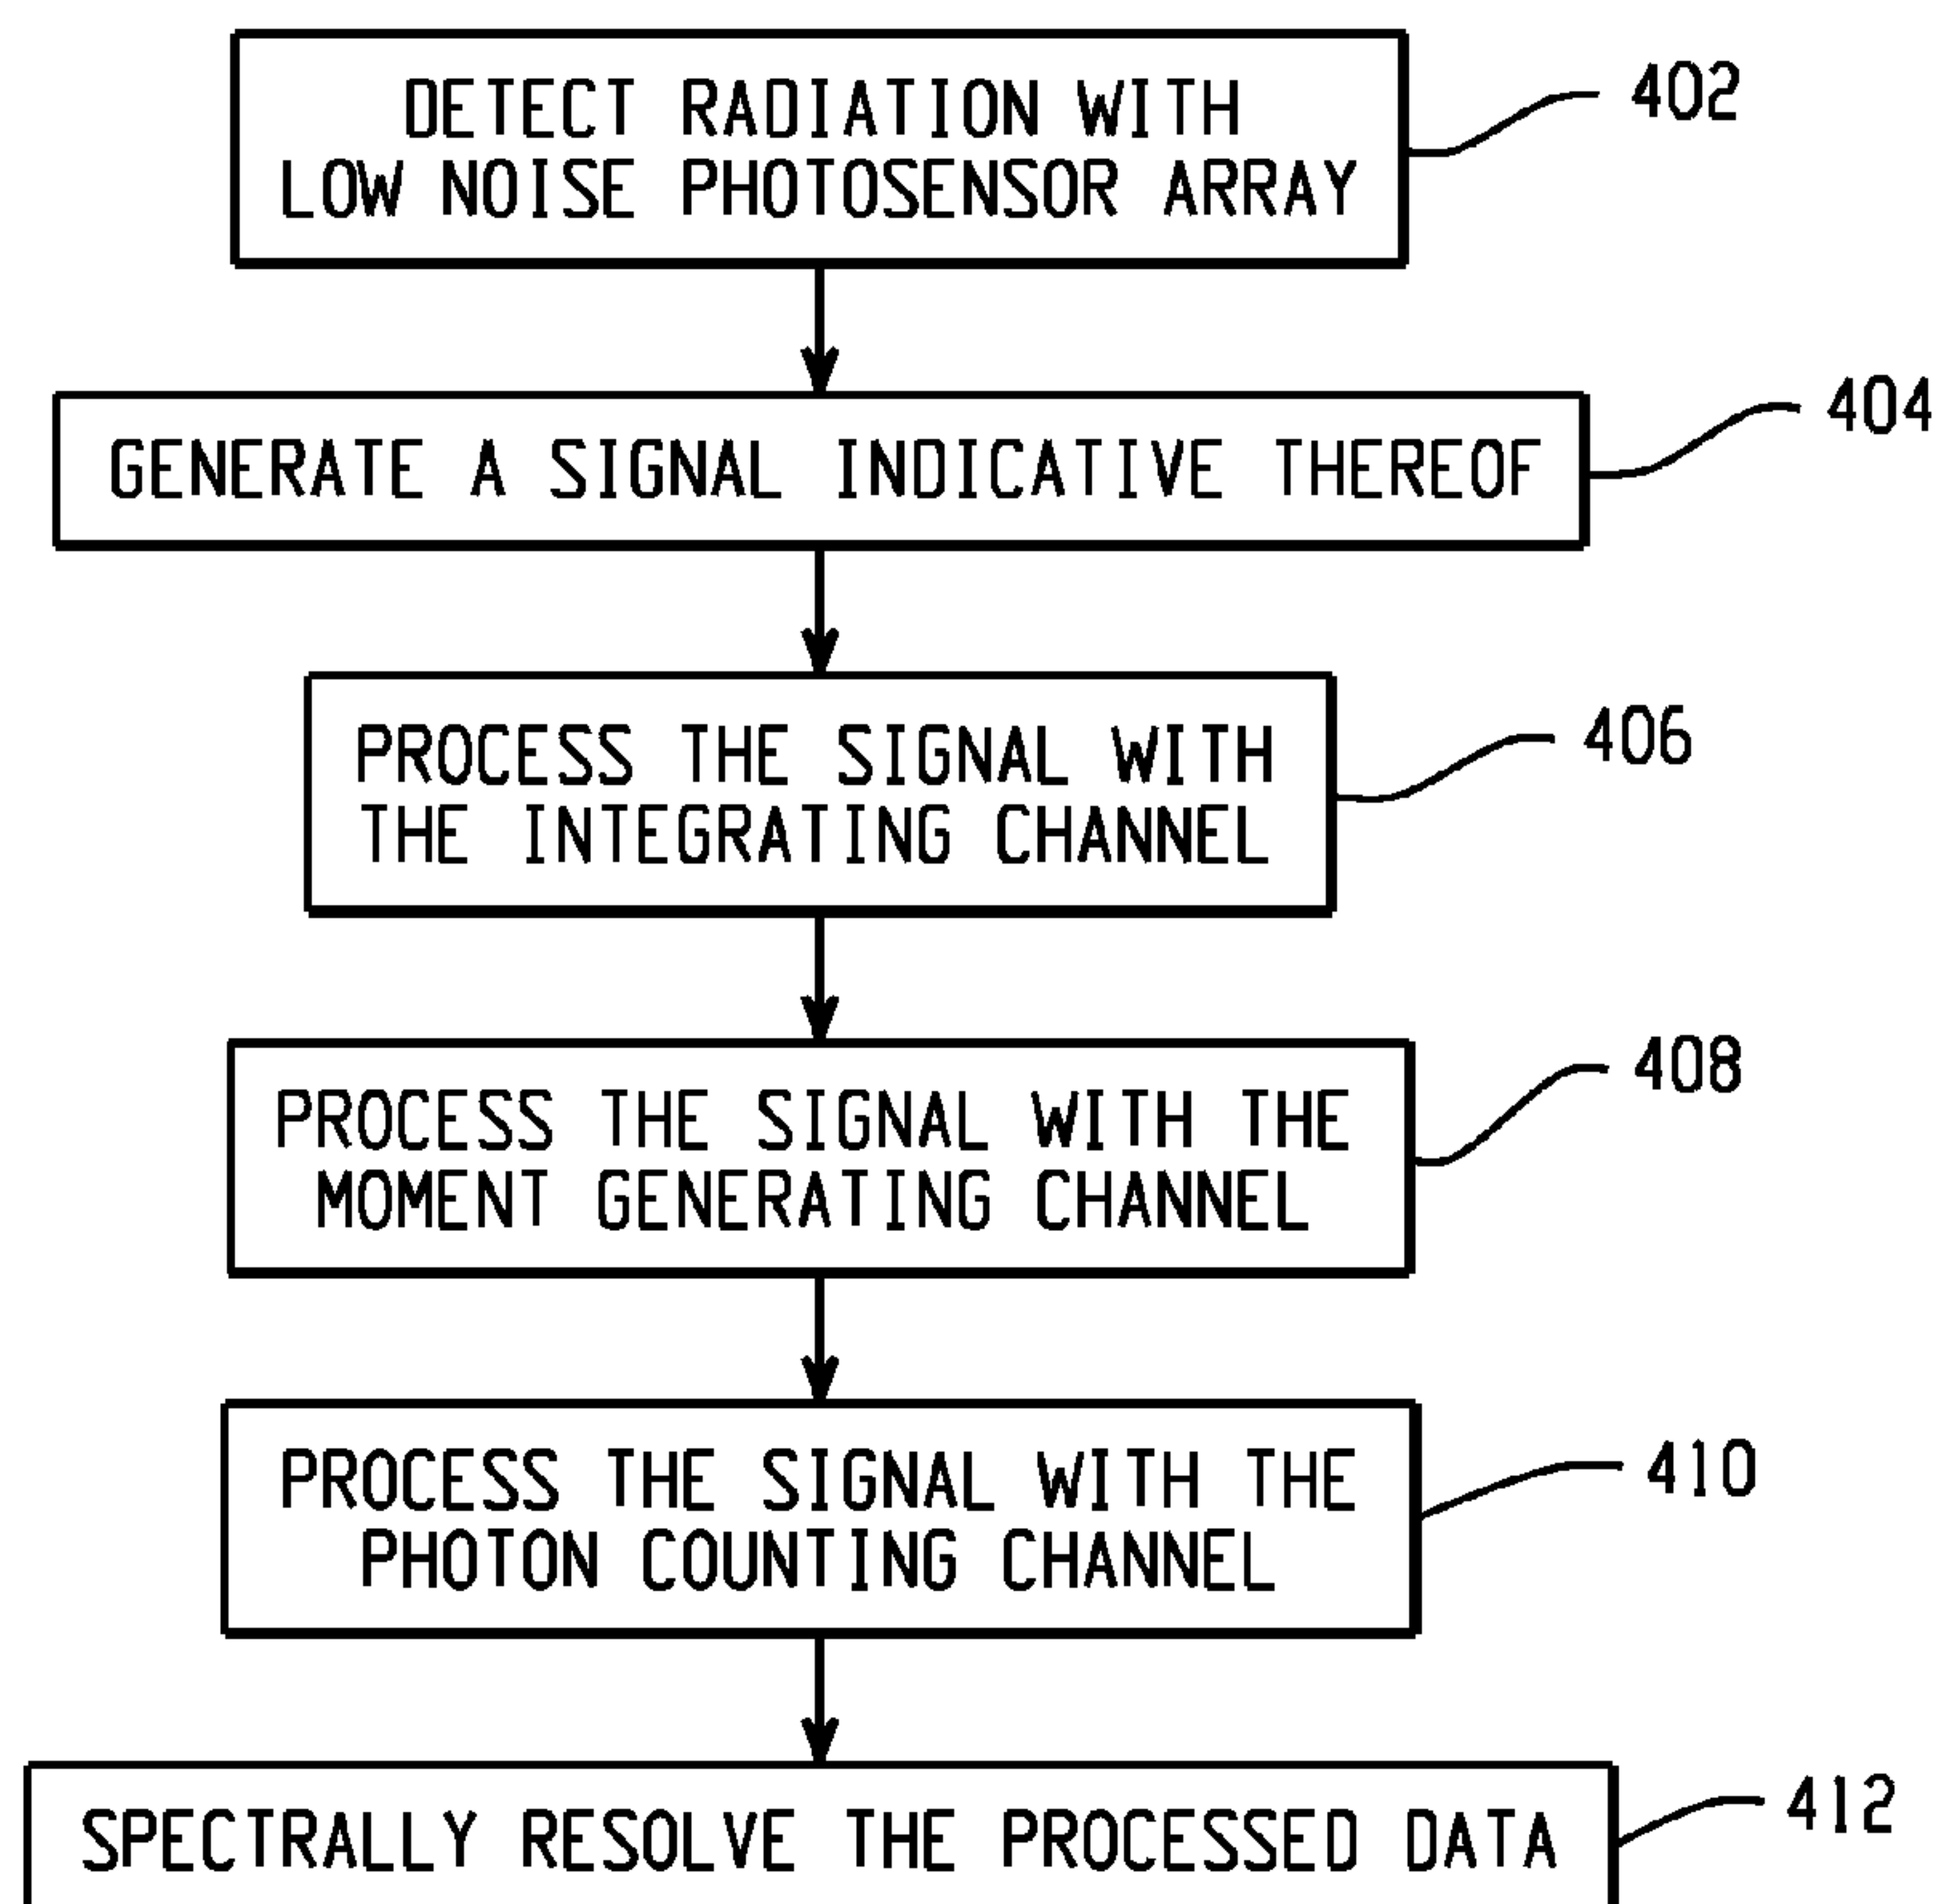 DETECT RADIATION WITH
LOW NOISE PHOTOSENSOR ARRAY
402
GENERATE A SIGNAL INDICATIVE THEREOF
404
PROCESS THE SIGNAL WITH
THE INTEGRATING CHANNEL
406
PROCESS THE SIGNAL WITH THE
MOMENT GENERATING CHANNEL
408
PROCESS THE SIGNAL WITH THE
PHOTON COUNTING CHANNEL
410
SPECTRALLY RESOLVE THE PROCESSED DATA
412